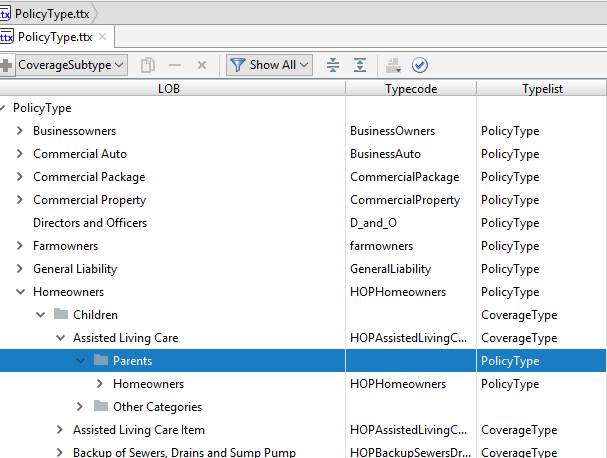 ttx PolicyType.ttx
ttx PolicyType.ttx ×
CoverageSubtype Show All
LOB Typecode Typelist
PolicyType
Businessowners BusinessOwners PolicyType
Commercial Auto BusinessAuto PolicyType
Commercial Package CommercialPackage PolicyType
Commercial Property CommercialProperty PolicyType
Directors and Officers D_and_O PolicyType
Farmowners farmowners PolicyType
General Liability GeneralLiability PolicyType
Homeowners HOPHomeowners PolicyType
Children CoverageType
Assisted Living Care HOPAssistedLivingC... CoverageType
Parents PolicyType
Homeowners HOPHomeowners PolicyType
Other Categories
Assisted Living Care Item HOPAssistedLivingC... CoverageType
Backup of Sewers, Drains and Sump Pump HOPBackupSewersDr... CoverageType